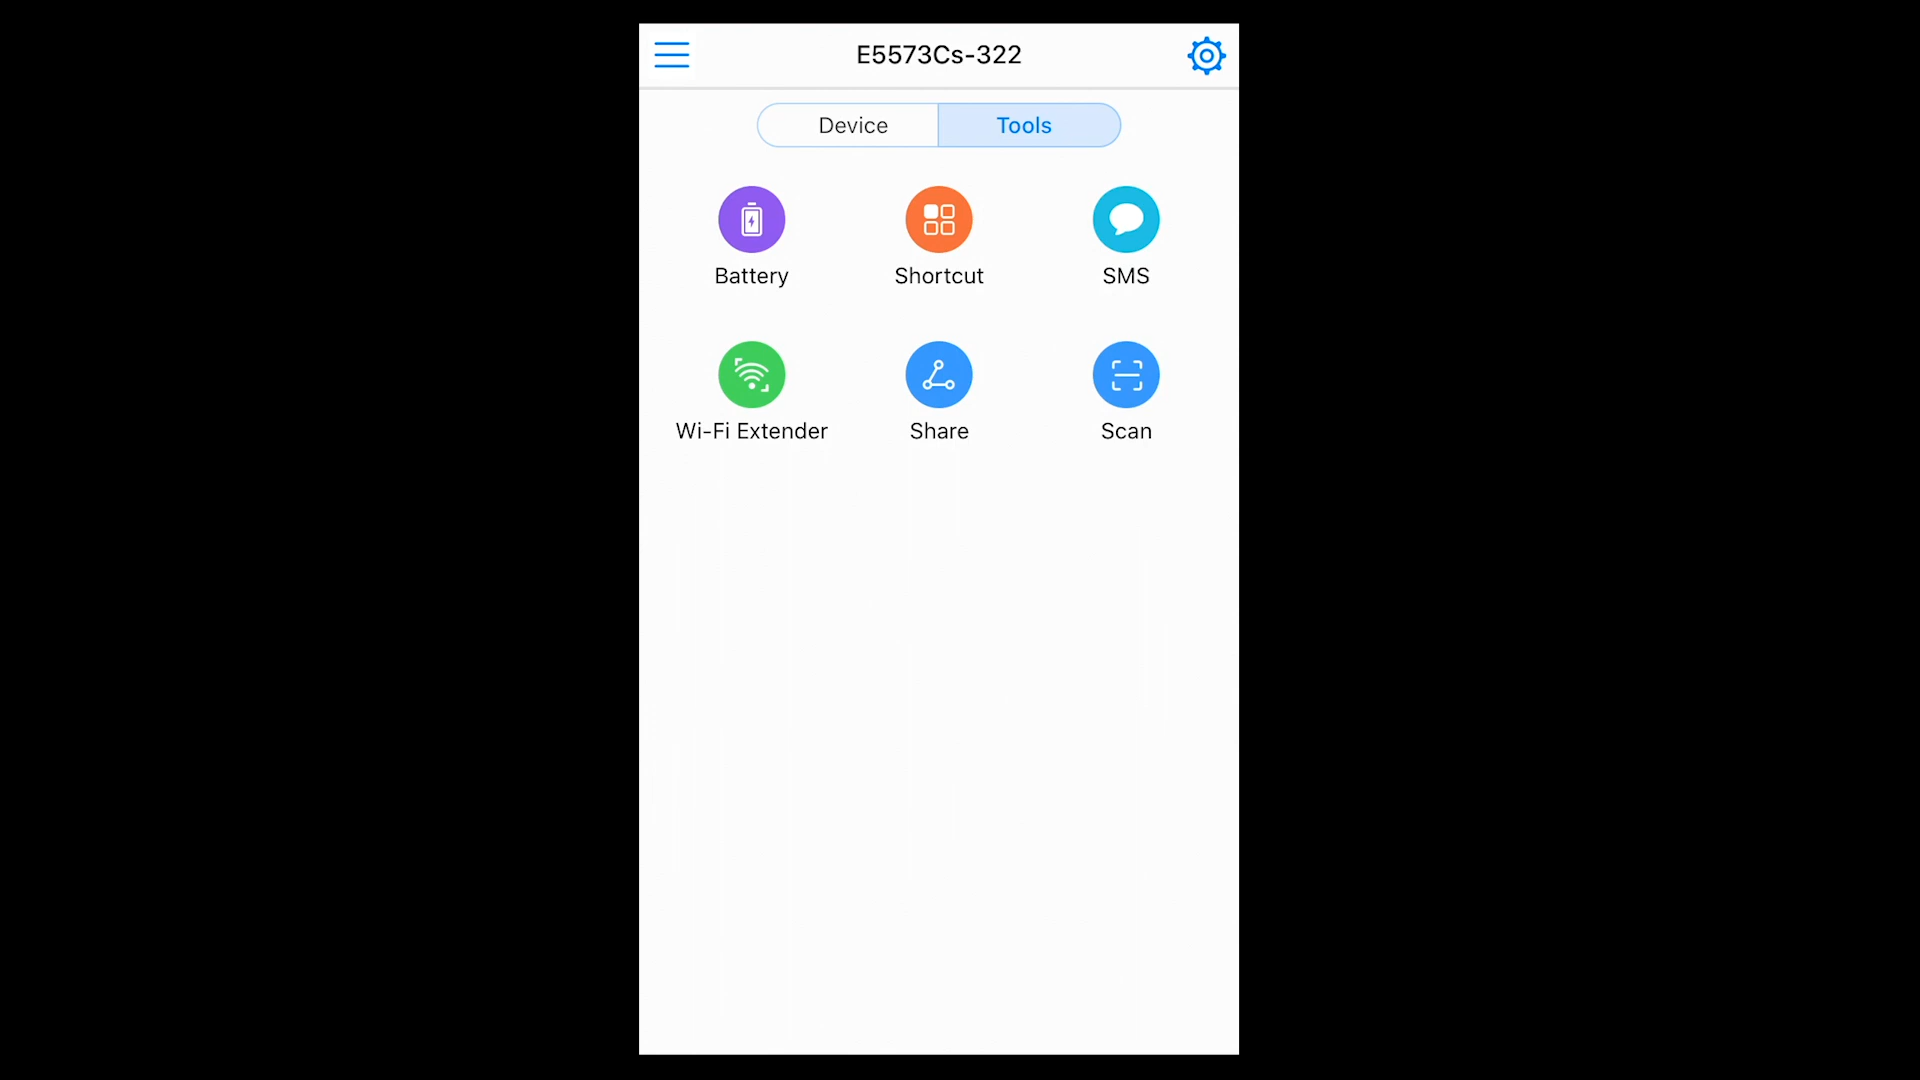 E5573Cs-322
Device Tools
Battery Shortcut SMS
Wi-Fi Extender Share Scan